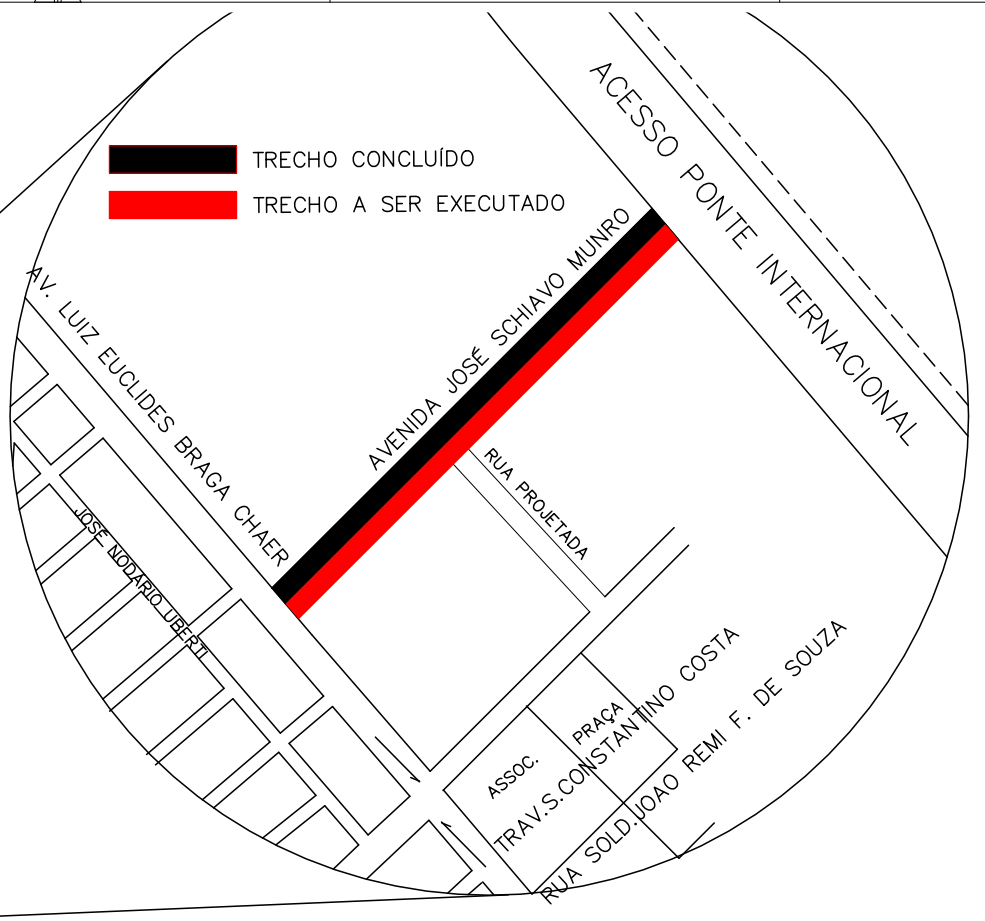 ACESSO PONTE INTERNACIONAL
TRECHO CONCLUÍDO
TRECHO A SER EXECUTADO
AVENIDA JOSÉ SCHIAVO MUNRO
AV. LUIZ EUCLIDES BRAGA CHAER
RUA PROJETADA
JOSÉ NODARIO UBERTI
PRAÇA
ASSOC.
TRAV.S.CONSTANTINO COSTA
RUA SOLD.JOAO REMI F. DE SOUZA